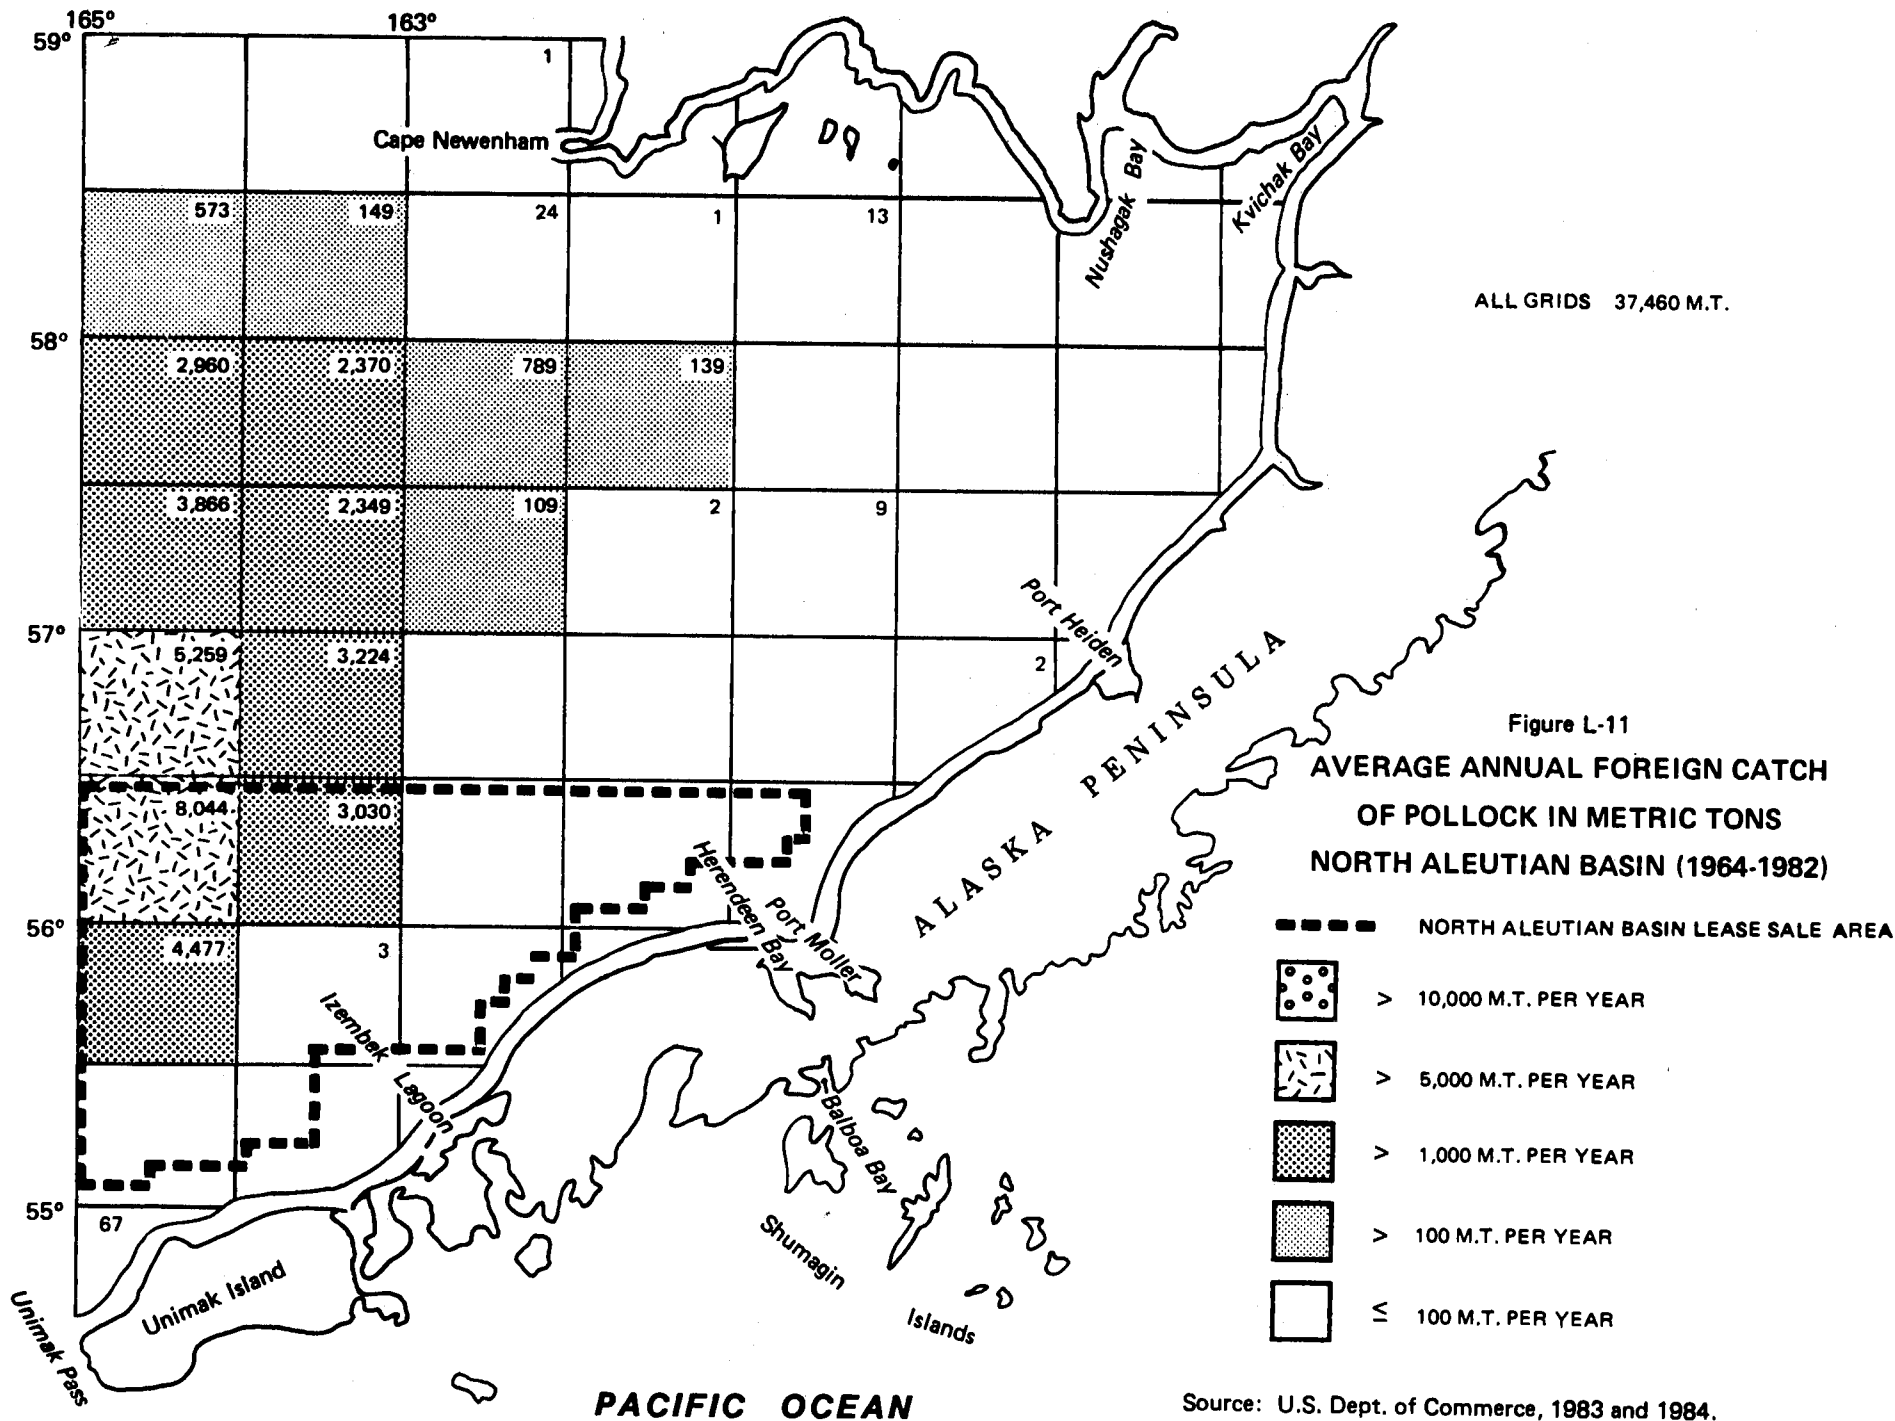 165° 163°
59°
1
Cape Newenham
Nushagak Bay
Kvichak Bay
573 149 24 1 13
ALL GRIDS 37,460 M.T.
58°
2,960 2,370 789 139
3,866 2,349 109 2 9
Port Heiden
57°
5,259 3,224 2
ALASKA PENINSULA
Figure L-11
AVERAGE ANNUAL FOREIGN CATCH
OF POLLOCK IN METRIC TONS
NORTH ALEUTIAN BASIN (1964-1982)
8,044 3,030
Herendeen Bay
Port Moller
56°
4,477 3
NORTH ALEUTIAN BASIN LEASE SALE AREA
> 10,000 M.T. PER YEAR
> 5,000 M.T. PER YEAR
> 1,000 M.T. PER YEAR
> 100 M.T. PER YEAR
≤ 100 M.T. PER YEAR
Izembek Lagoon
Balboa Bay
55°
67
Shumagin
Islands
Unimak Island
Unimak Pass
PACIFIC OCEAN
Source: U.S. Dept. of Commerce, 1983 and 1984.